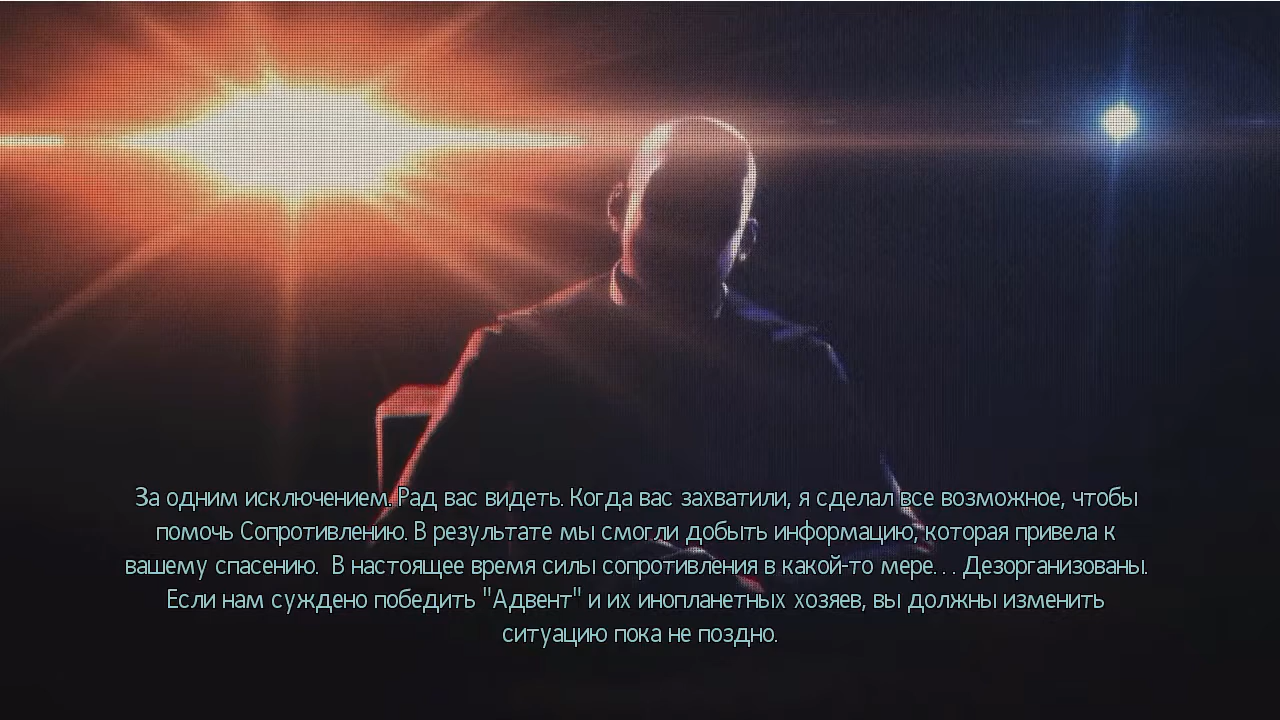 За одним исключением. Рад вас видеть. Когда вас захватили, я сделал все возможное, чтобы
помочь Сопротивлению. В результате мы смогли добыть информацию, которая привела к
вашему спасению.  В настоящее время силы сопротивления в какой-то мере. . . Дезорганизованы.
Если нам суждено победить "Адвент" и их инопланетных хозяев, вы должны изменить
ситуацию пока не поздно.